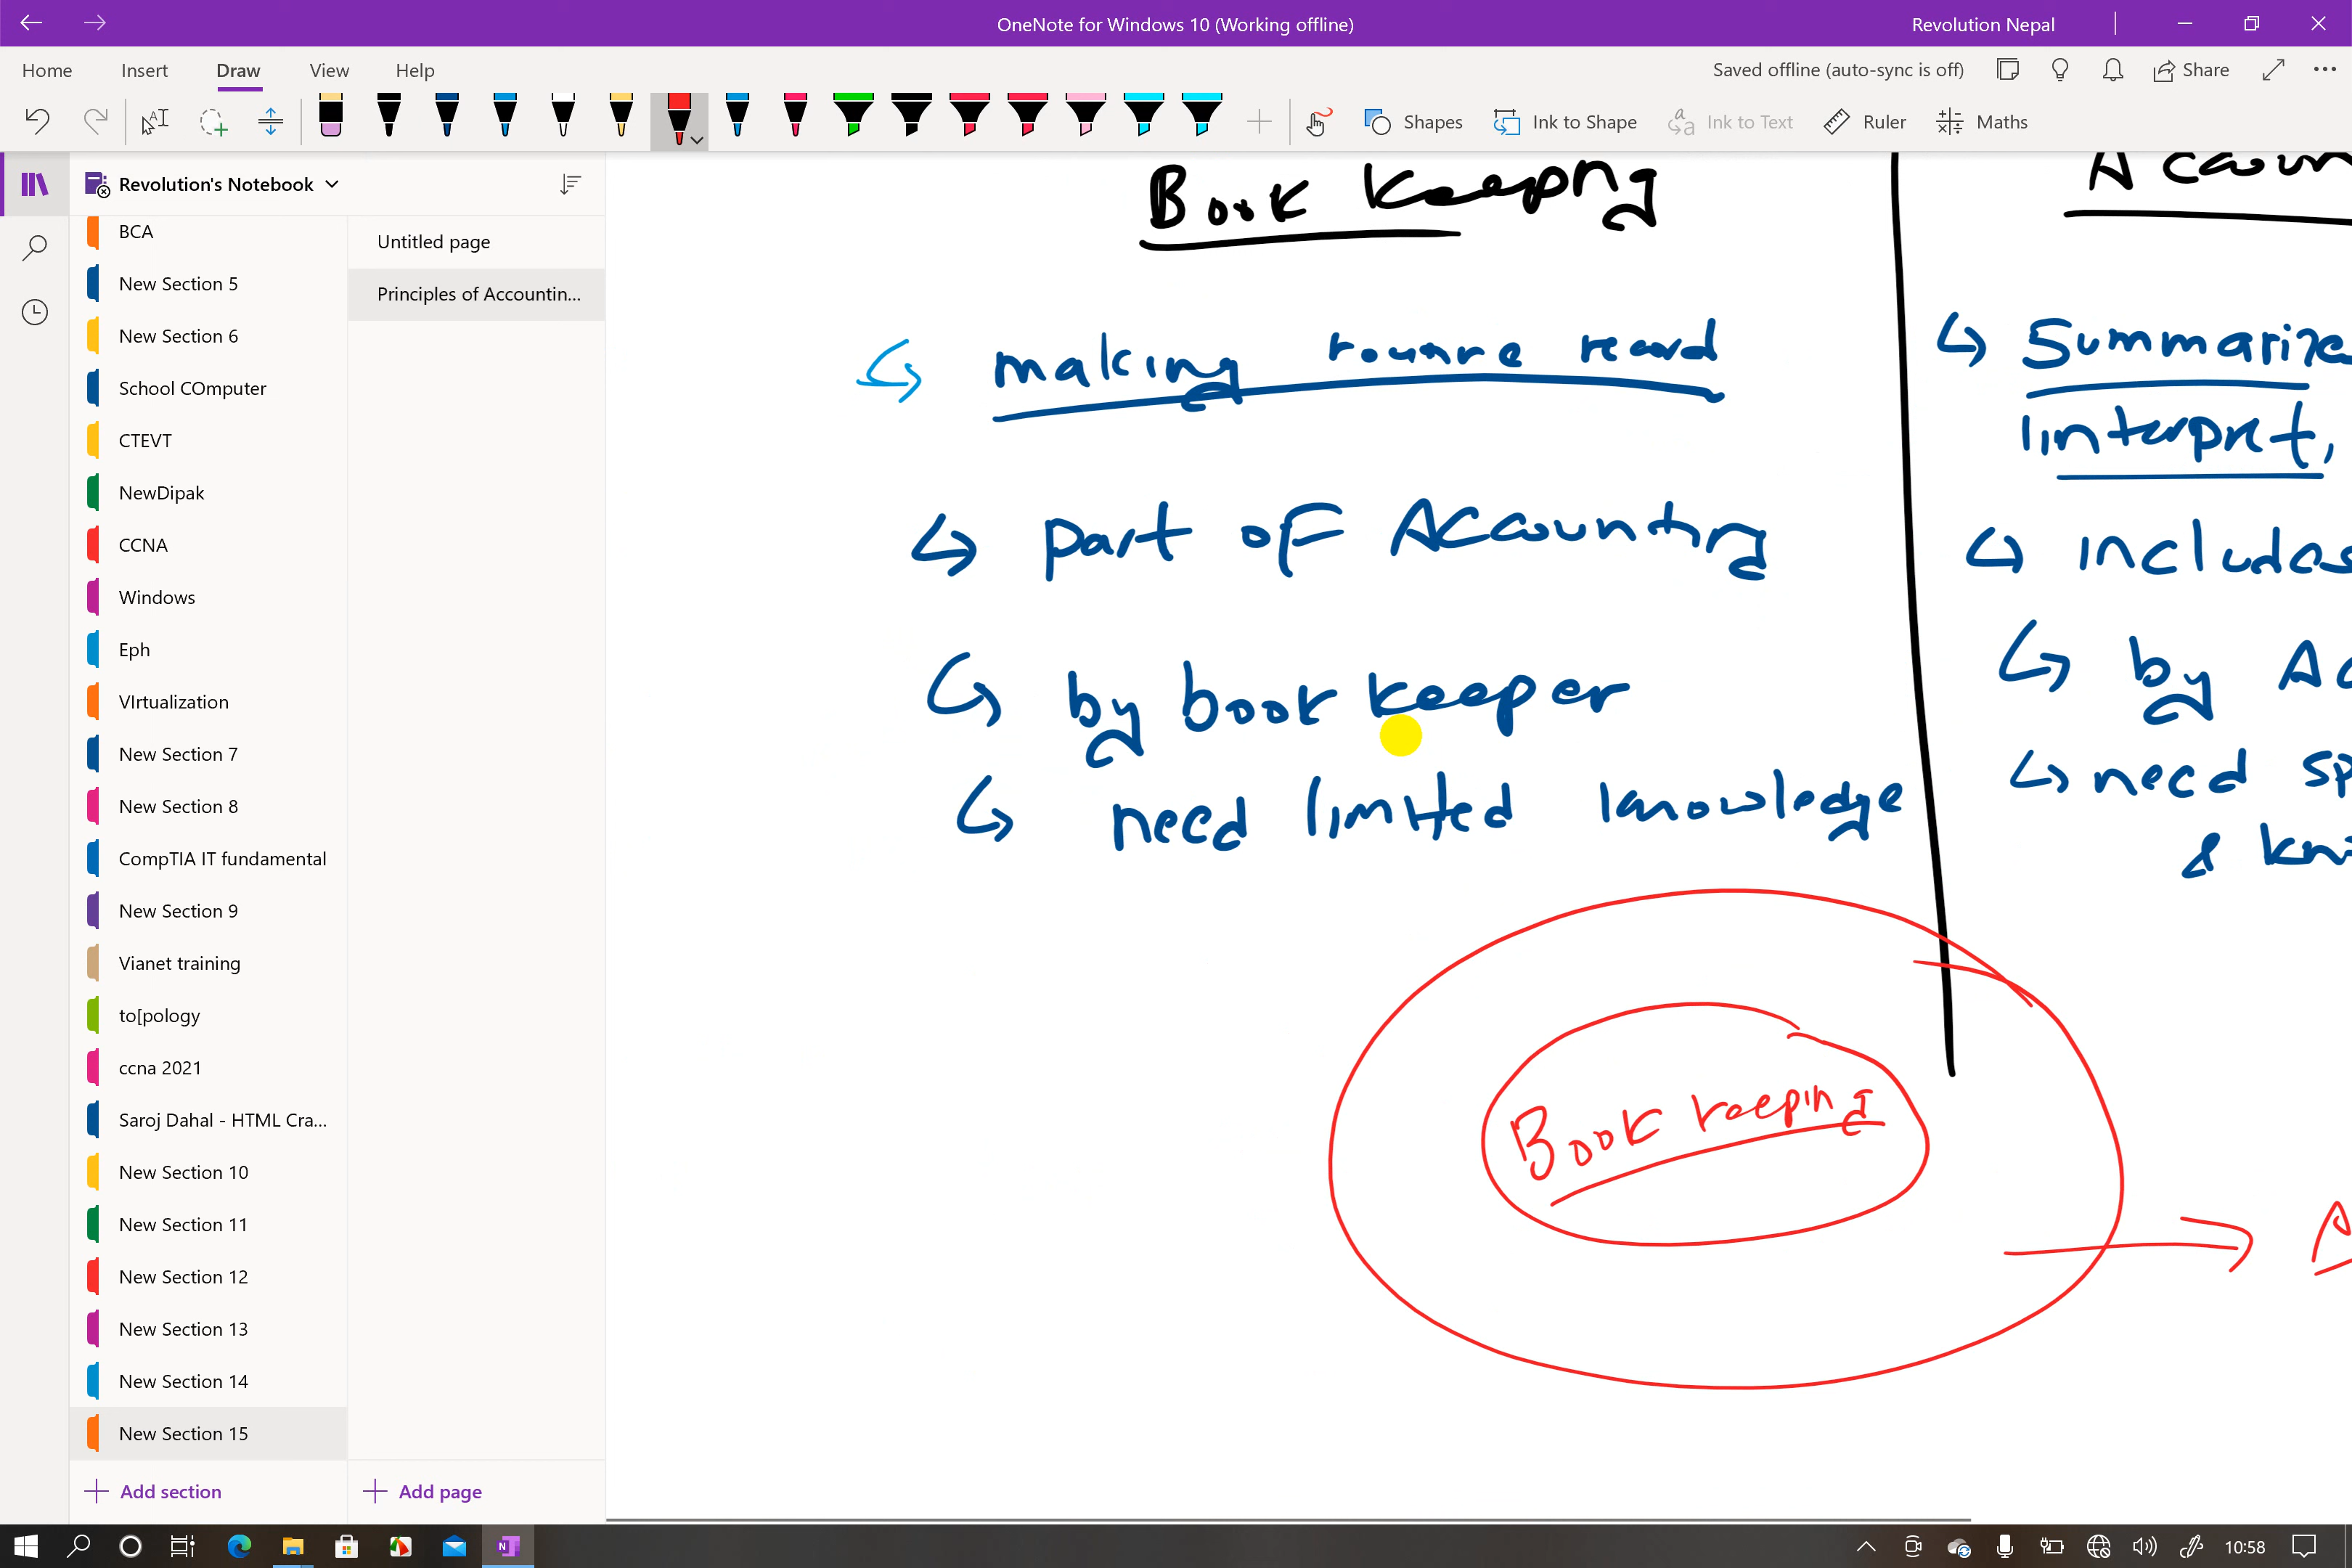 OneNote for Windows 10 (Working offline)
Revolution Nepal
Home Insert Draw View Help
Saved offline (auto-sync is off)
Share
Shapes
Ink to Shape
Ink to Text
Ruler
Maths
Revolution's Notebook
BCA
New Section 5
New Section 6
School COmputer
CTEVT
NewDipak
CCNA
Windows
Eph
VIrtualization
New Section 7
New Section 8
CompTIA IT fundamental
New Section 9
Vianet training
to[pology
ccna 2021
Saroj Dahal - HTML Cra...
New Section 10
New Section 11
New Section 12
New Section 13
New Section 14
New Section 15
Add section
Untitled page
Principles of Accountin...
Add page
Book Keeping
making record
part of Accounting
by book keeper
need limited knowledge
Accoun
Summarize
interpret,
includes
by Ac
need sp
& kn
Book keeping
A
10:58